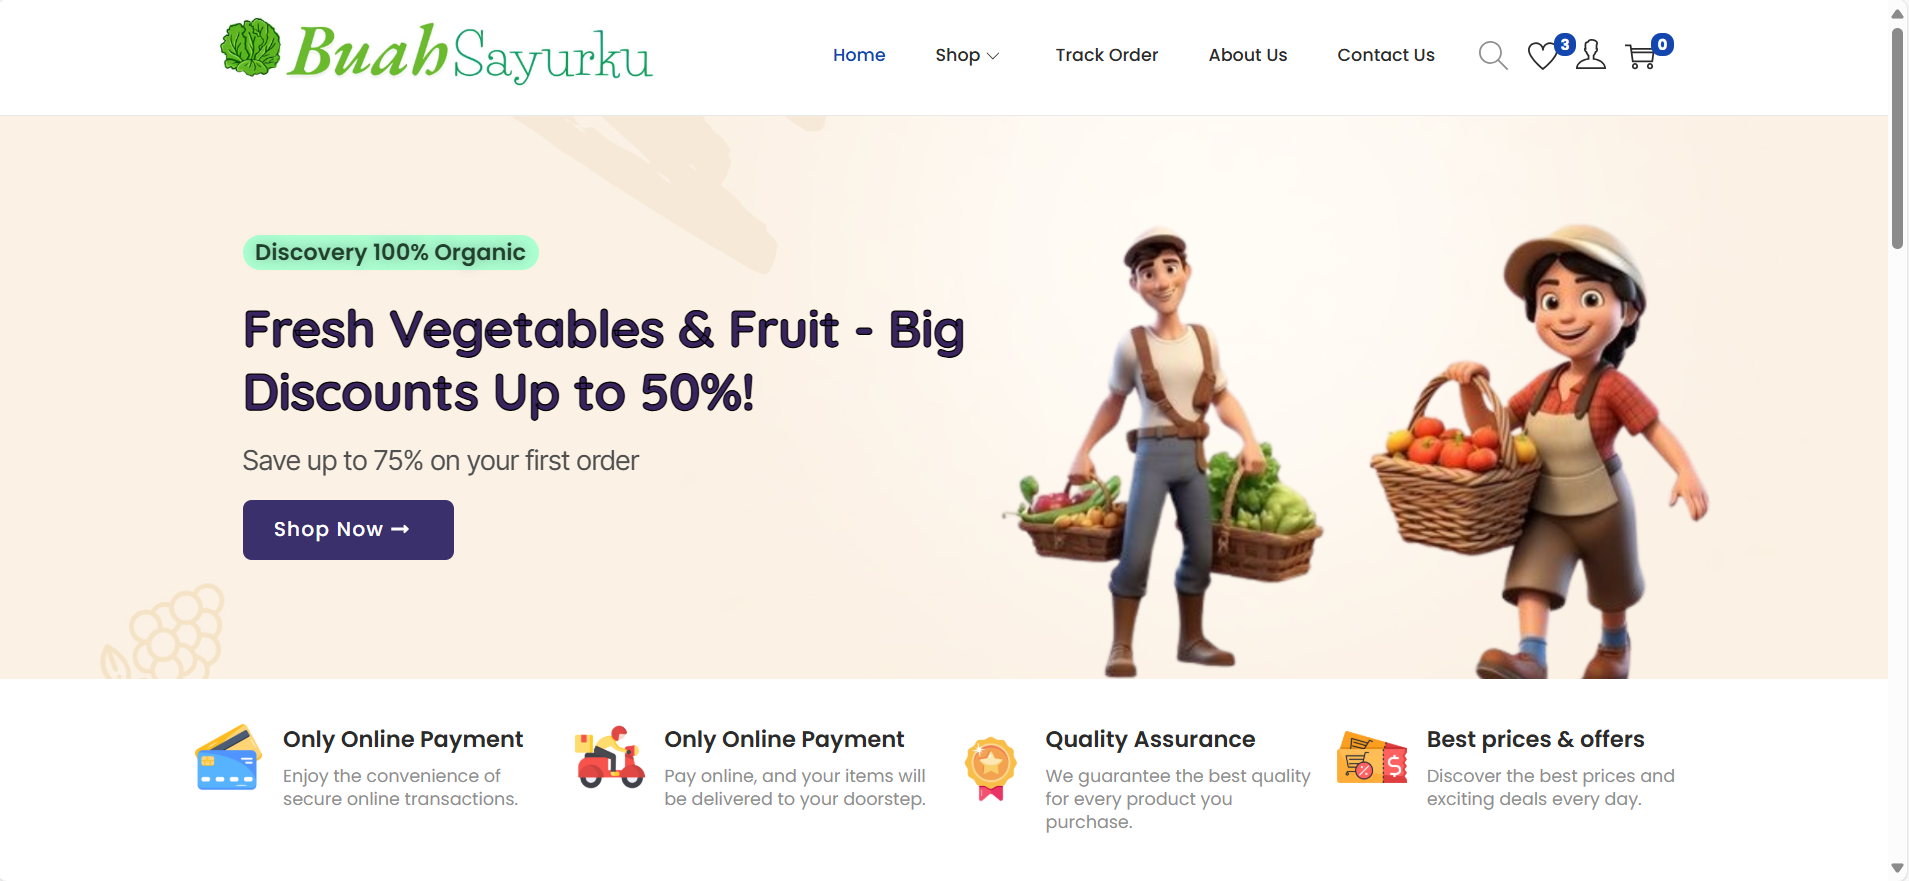 Buah Sayurku
Home
Shop
Track Order
About Us
Contact Us
3
0
Discovery 100% Organic
Fresh Vegetables & Fruit - Big
Discounts Up to 50%!
Save up to 75% on your first order
Shop Now →
Only Online Payment
Enjoy the convenience of
secure online transactions.
Only Online Payment
Pay online, and your items will
be delivered to your doorstep.
Quality Assurance
We guarantee the best quality
for every product you
purchase.
Best prices & offers
Discover the best prices and
exciting deals every day.